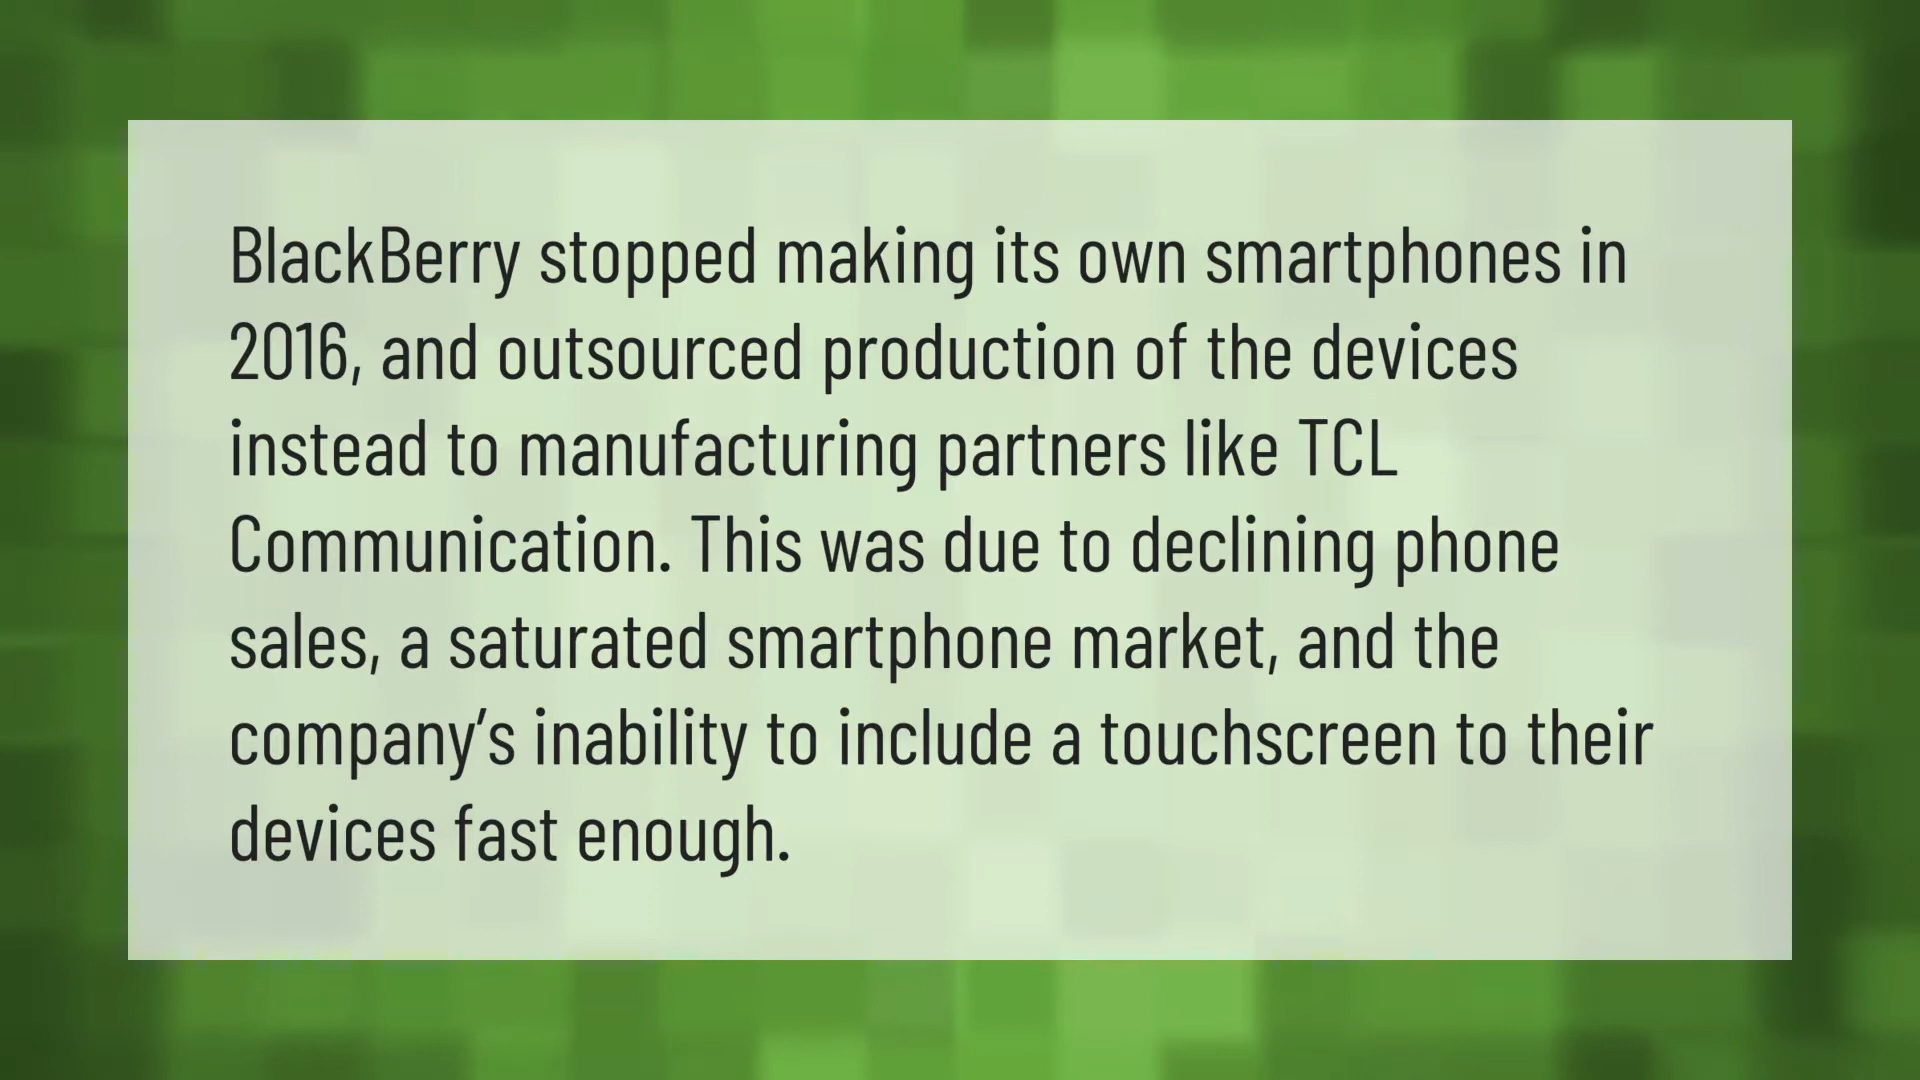 BlackBerry stopped making its own smartphones in
2016, and outsourced production of the devices
instead to manufacturing partners like TCL
Communication. This was due to declining phone
sales, a saturated smartphone market, and the
company’s inability to include a touchscreen to their
devices fast enough.